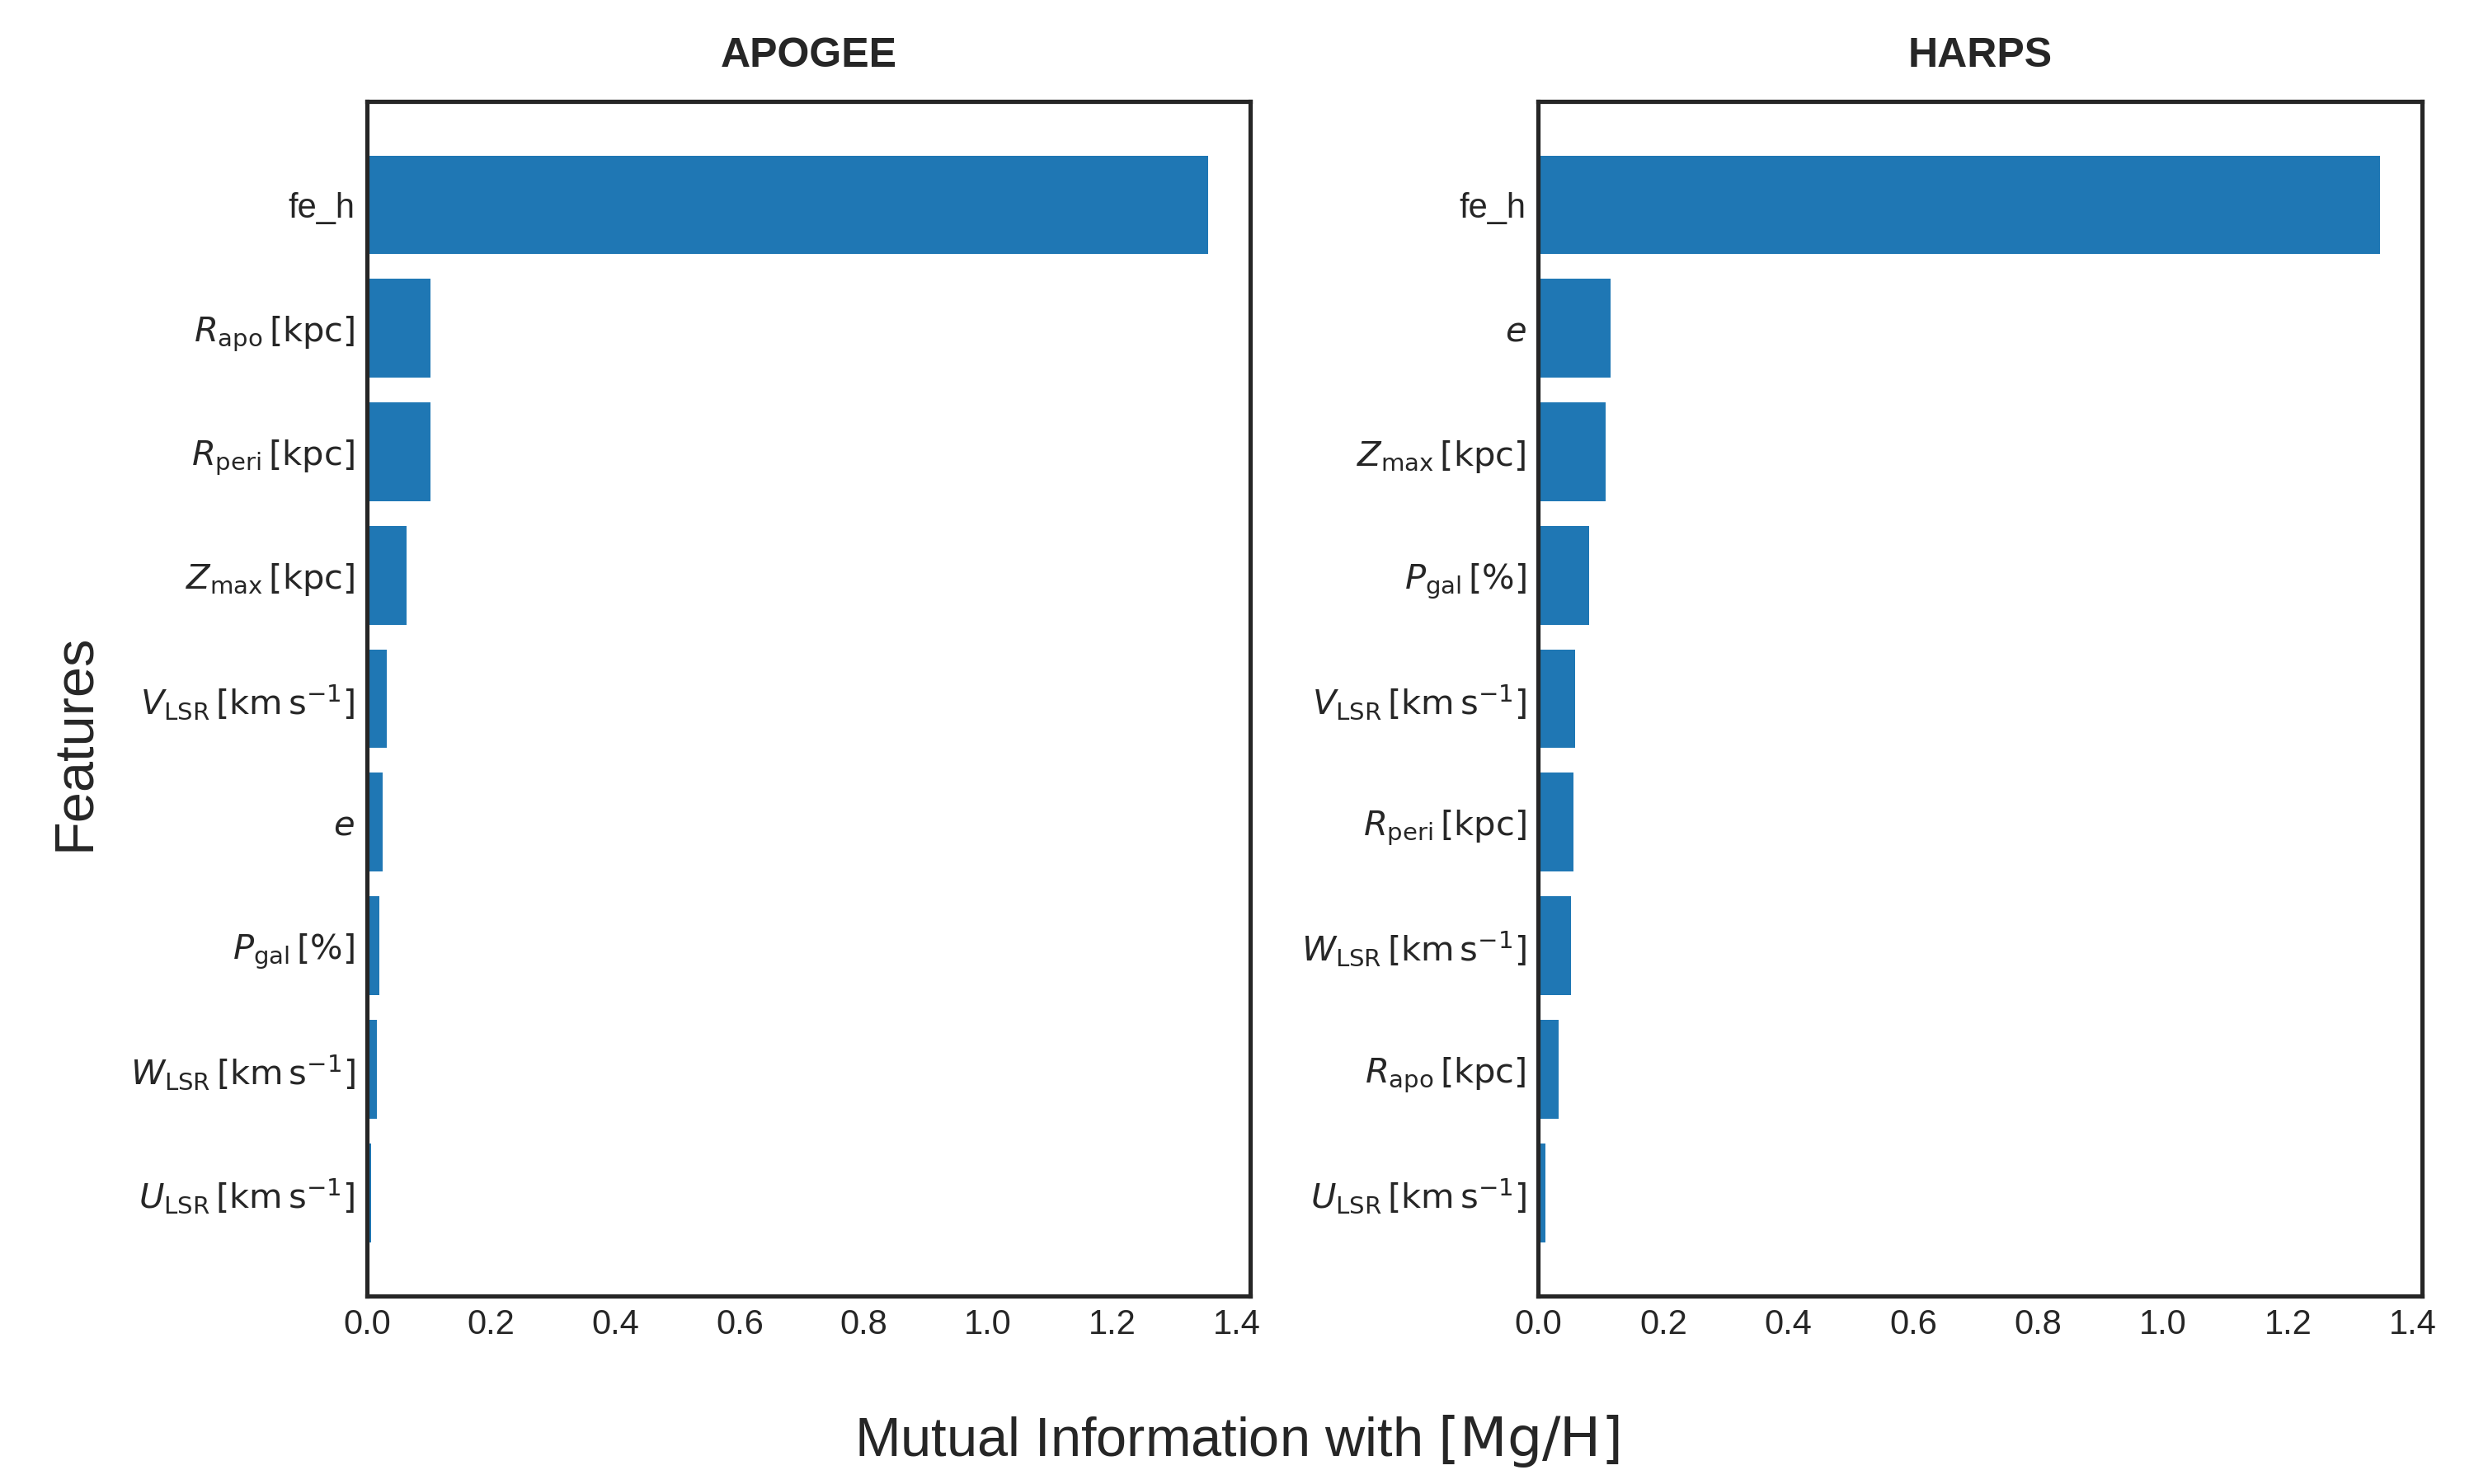 APOGEE
HARPS
Features
fe_h
R_apo [kpc]
R_peri [kpc]
Z_max [kpc]
V_LSR [km s⁻¹]
e
P_gal [%]
W_LSR [km s⁻¹]
U_LSR [km s⁻¹]
0.0 0.2 0.4 0.6 0.8 1.0 1.2 1.4
fe_h
e
Z_max [kpc]
P_gal [%]
V_LSR [km s⁻¹]
R_peri [kpc]
W_LSR [km s⁻¹]
R_apo [kpc]
U_LSR [km s⁻¹]
0.0 0.2 0.4 0.6 0.8 1.0 1.2 1.4
Mutual Information with [Mg/H]